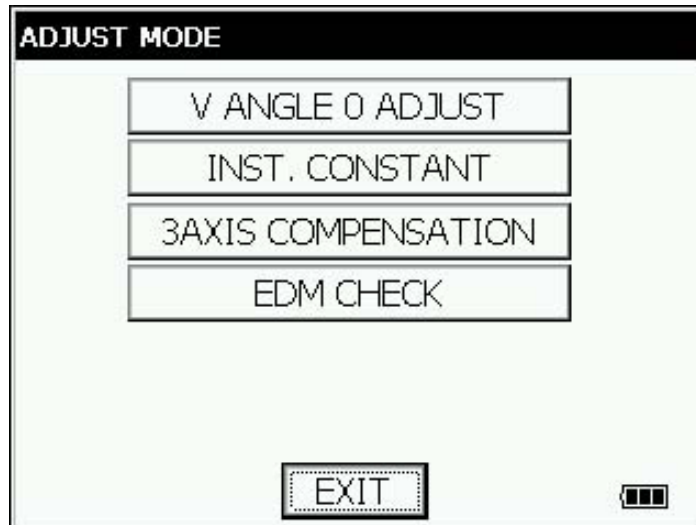 ADJUST MODE
V ANGLE 0 ADJUST
INST. CONSTANT
3AXIS COMPENSATION
EDM CHECK
EXIT